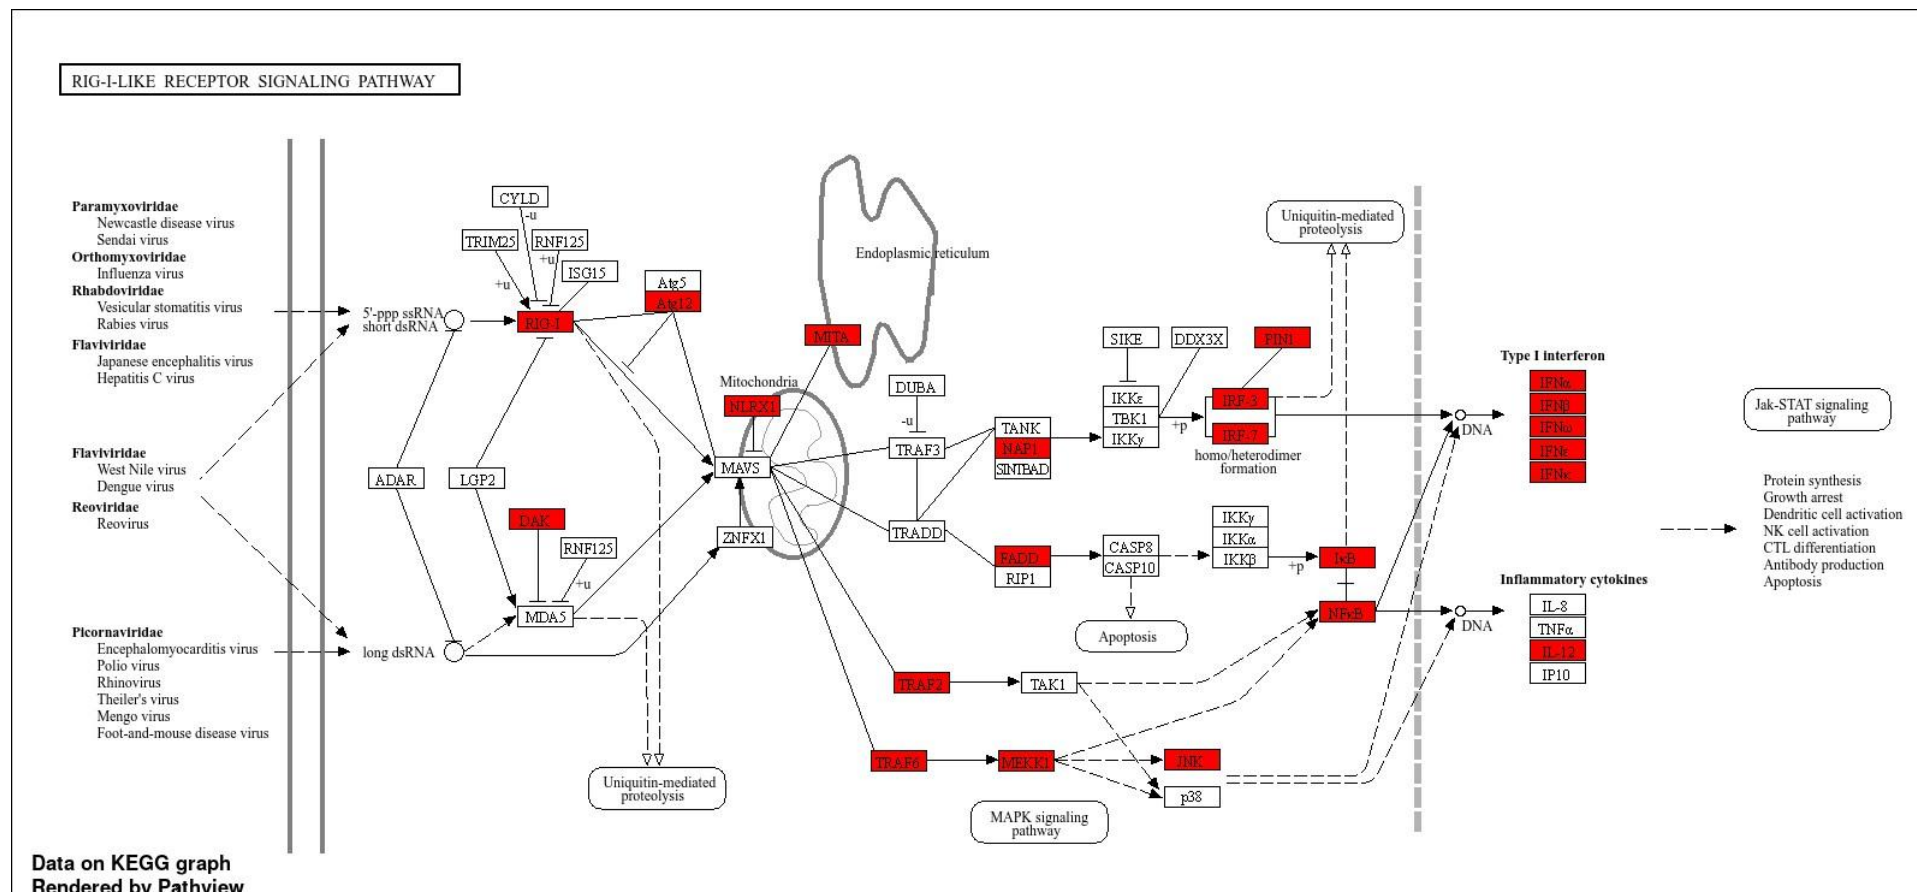 RIG-I-LIKE RECEPTOR SIGNALING PATHWAY
Paramyxoviridae
Newcastle disease virus
Sendai virus
Orthomyxoviridae
Influenza virus
Rhabdoviridae
Vesicular stomatitis virus
Rabies virus
Flaviviridae
Japanese encephalitis virus
Hepatitis C virus
Flaviviridae
West Nile virus
Dengue virus
Reoviridae
Reovirus
Picornaviridae
Encephalomyocarditis virus
Polio virus
Rhinovirus
Theiler's virus
Mengo virus
Foot-and-mouse disease virus
5'-ppp ssRNA
short dsRNA
ADAR
long dsRNA
CYLD
-u
TRIM25
RNF125
+u
+u
ISG15
RIG-I
Atg5
Atg12
LGP2
DAK
RNF125
+u
MDA5
Uniquitin-mediated
proteolysis
Endoplasmic reticulum
MITA
Mitochondria
NLRX1
MAVS
ZNFX1
DUBA
-u
TRAF3
TRADD
TANK
NAP1
SINTBAD
FADD
RIP1
TRAF2
TAK1
TRAF6
MEKK1
MAPK signaling
pathway
SIKE
DDX3X
PIN1
IKKε
TBK1
IKKγ
+p
IRF-3
IRF-7
homo/heterodimer
formation
Uniquitin-mediated
proteolysis
CASP8
CASP10
Apoptosis
IKKγ
IKKα
IKKβ
+p
IκB
NFκB
JNK
p38
DNA
DNA
Type I interferon
IFNα
IFNβ
IFNω
IFNε
IFNκ
Inflammatory cytokines
IL-8
TNFα
IL-12
IP10
Jak-STAT signaling
pathway
Protein synthesis
Growth arrest
Dendritic cell activation
NK cell activation
CTL differentiation
Antibody production
Apoptosis
Data on KEGG graph
Rendered by Pathview